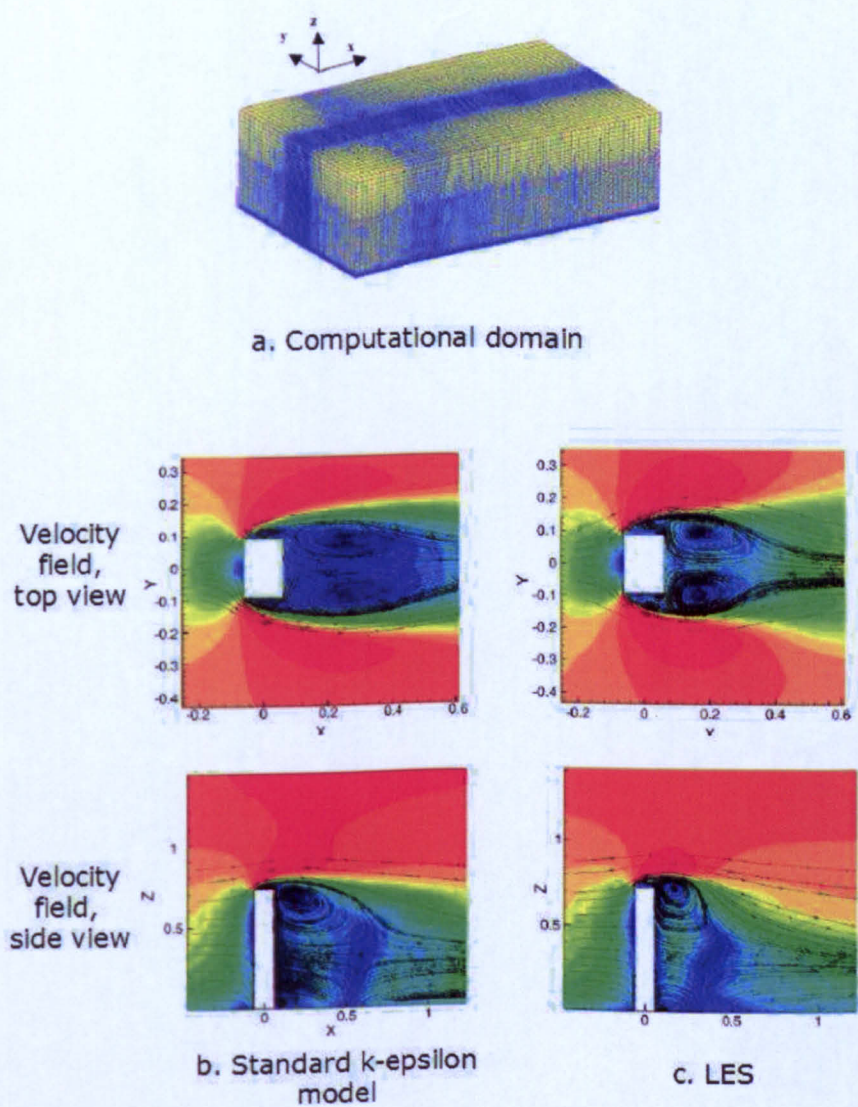 z
y
x
a. Computational domain
Velocity
field,
top view
0.3
0.2
0.1
0
-0.1
-0.2
-0.3
-0.4
Y
-0.2
0
0.2
0.4
0.6
0.3
0.2
0.1
0
-0.1
-0.2
-0.3
-0.4
Y
-0.2
0
0.2
0.4
0.6
Velocity
field,
side view
1
0.5
Z
0
0.5
1
X
1
0.5
Z
0
0.5
1
b. Standard k-epsilon
model
c. LES